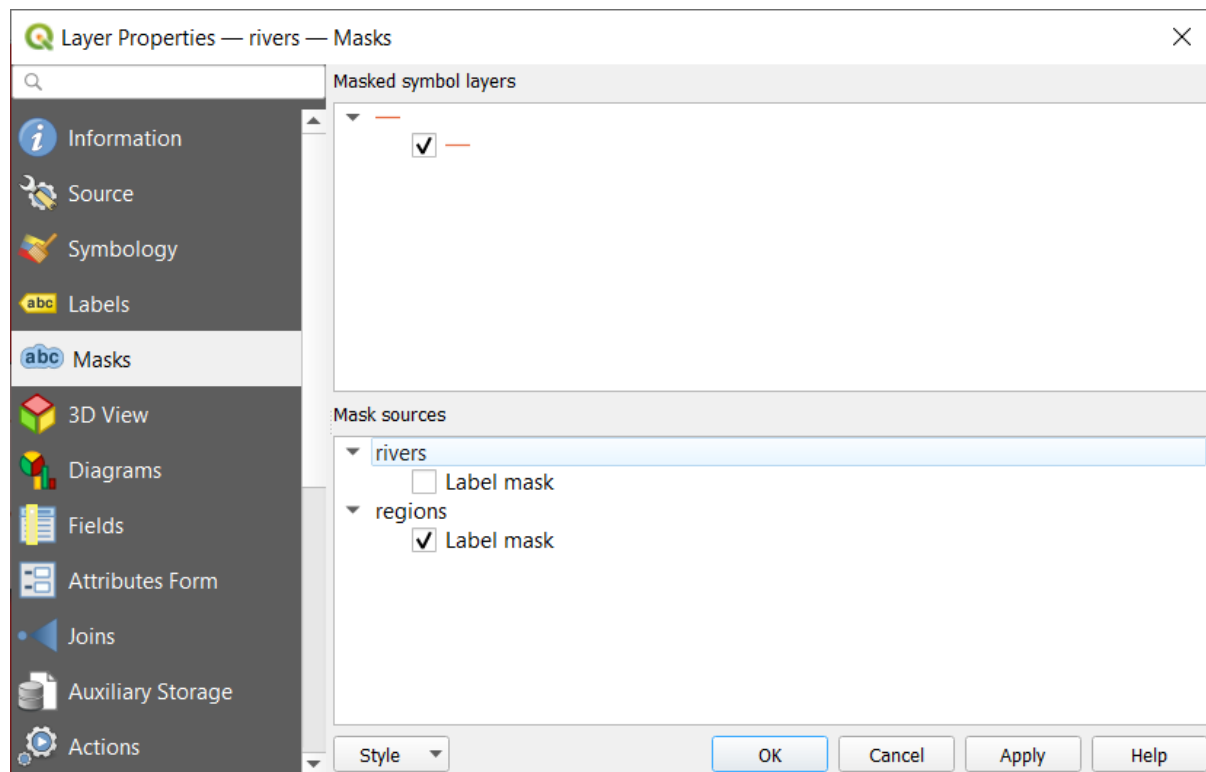 Layer Properties — rivers — Masks
Masked symbol layers
Information
Source
Symbology
abc Labels
abc Masks
3D View
Diagrams
Fields
Attributes Form
Joins
Auxiliary Storage
Actions
Mask sources
rivers
Label mask
regions
Label mask
Style
OK Cancel Apply Help